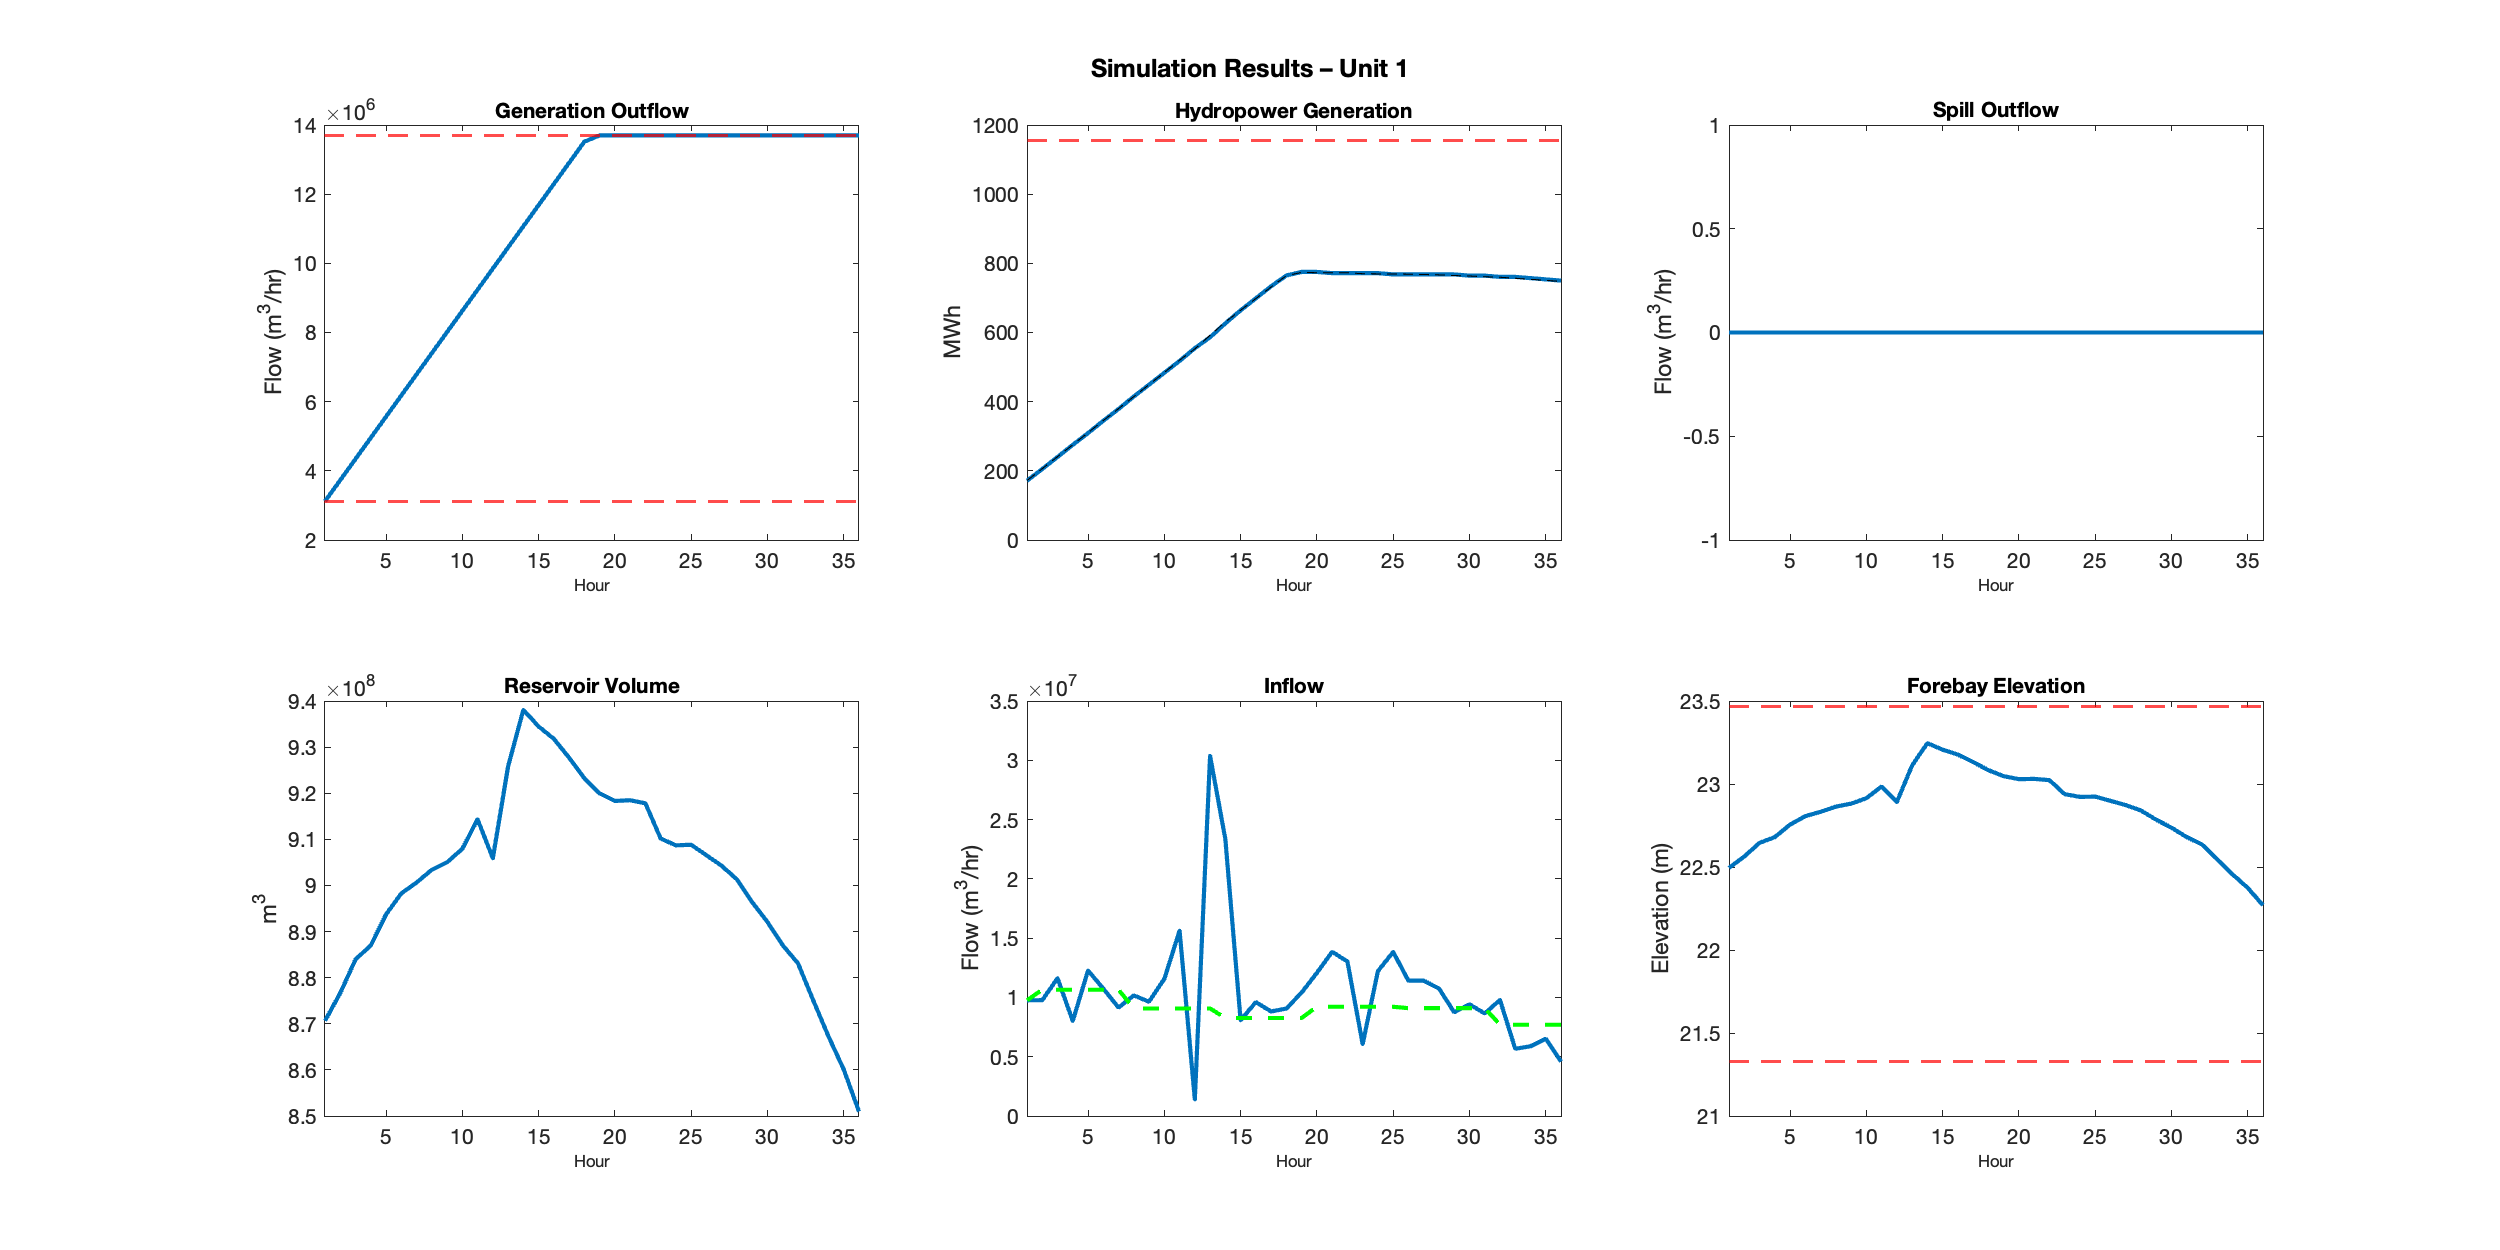 Simulation Results – Unit 1
Generation Outflow
×10^6
14
12
10
8
6
4
2
Flow (m^3/hr)
5 10 15 20 25 30 35
Hour
Hydropower Generation
1200
1000
800
600
400
200
0
MWh
5 10 15 20 25 30 35
Hour
Spill Outflow
1
0.5
0
-0.5
-1
Flow (m^3/hr)
5 10 15 20 25 30 35
Hour
Reservoir Volume
×10^8
9.4
9.3
9.2
9.1
9
8.9
8.8
8.7
8.6
8.5
m^3
5 10 15 20 25 30 35
Hour
Inflow
×10^7
3.5
3
2.5
2
1.5
1
0.5
0
Flow (m^3/hr)
5 10 15 20 25 30 35
Hour
Forebay Elevation
23.5
23
22.5
22
21.5
21
Elevation (m)
5 10 15 20 25 30 35
Hour